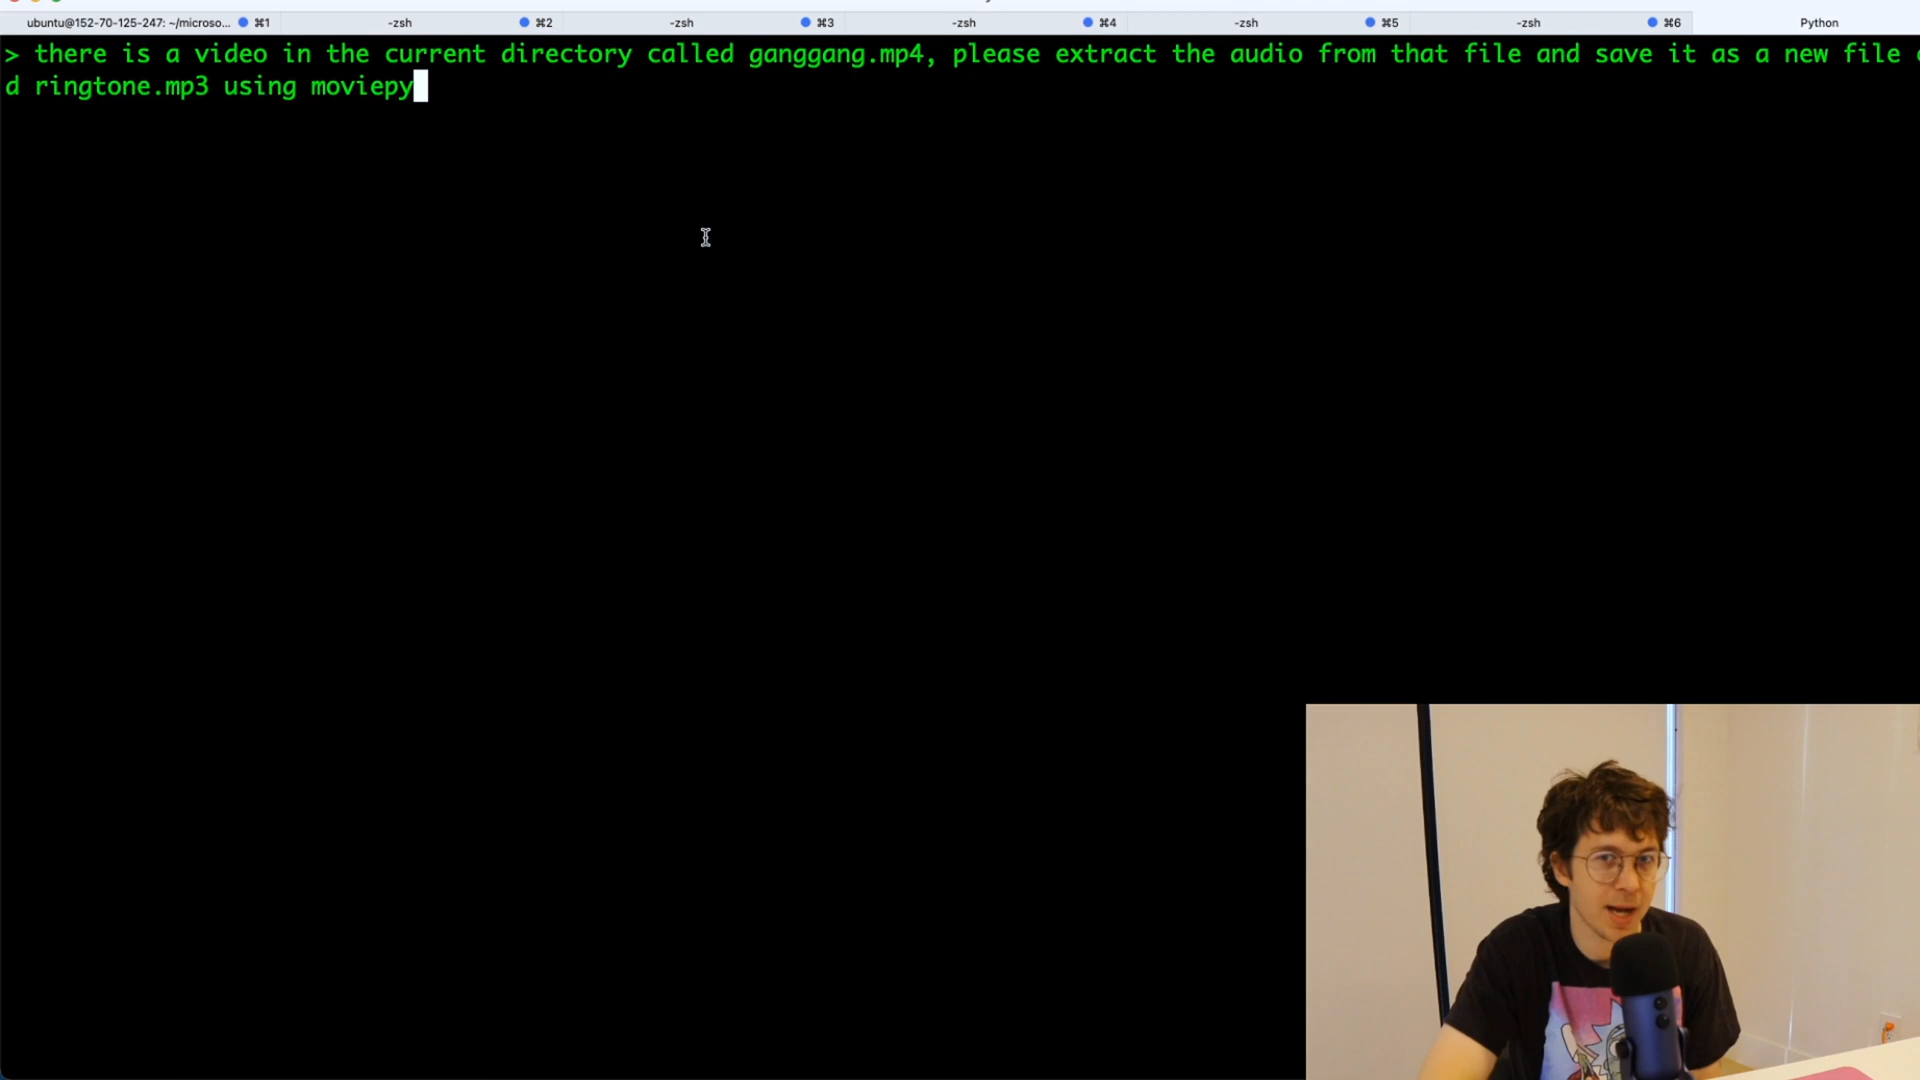 ubuntu@152-70-125-247: ~/microso... ⌘1 -zsh ⌘2 -zsh ⌘3 -zsh ⌘4 -zsh ⌘5 -zsh ⌘6 Python
> there is a video in the current directory called ganggang.mp4, please extract the audio from that file and save it as a new file
d ringtone.mp3 using moviepy